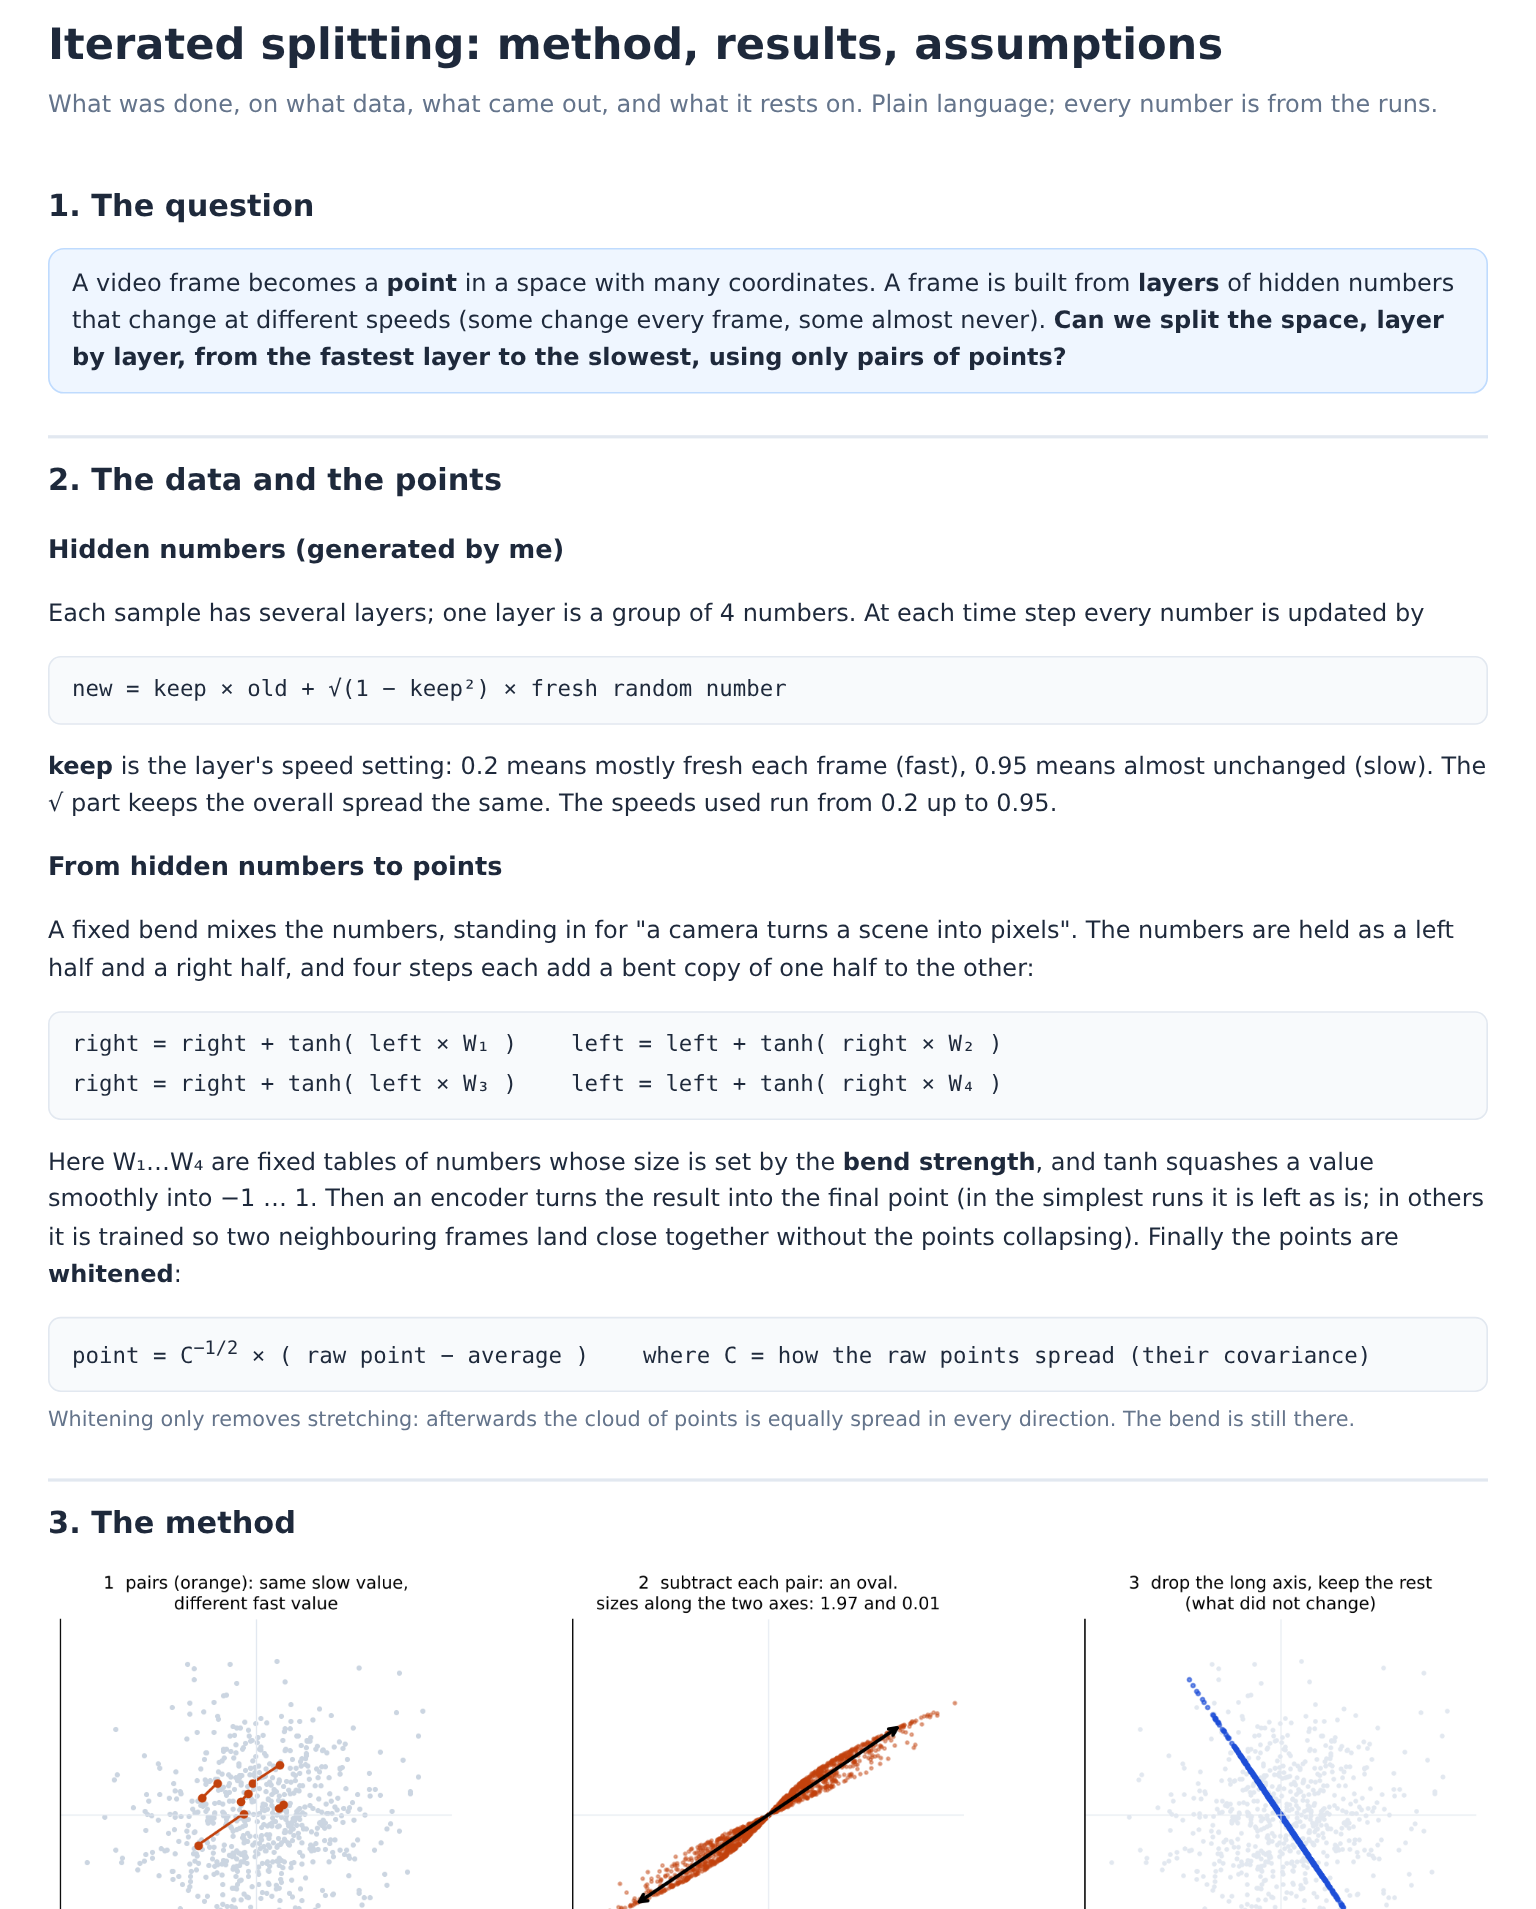 Iterated splitting: method, results, assumptions
What was done, on what data, what came out, and what it rests on. Plain language; every number is from the runs.
1. The question
A video frame becomes a point in a space with many coordinates. A frame is built from layers of hidden numbers
that change at different speeds (some change every frame, some almost never). Can we split the space, layer
by layer, from the fastest layer to the slowest, using only pairs of points?
2. The data and the points
Hidden numbers (generated by me)
Each sample has several layers; one layer is a group of 4 numbers. At each time step every number is updated by
new = keep × old + √(1 − keep²) × fresh random number
keep is the layer's speed setting: 0.2 means mostly fresh each frame (fast), 0.95 means almost unchanged (slow). The
√ part keeps the overall spread the same. The speeds used run from 0.2 up to 0.95.
From hidden numbers to points
A fixed bend mixes the numbers, standing in for "a camera turns a scene into pixels". The numbers are held as a left
half and a right half, and four steps each add a bent copy of one half to the other:
right = right + tanh( left × W₁ )    left = left + tanh( right × W₂ )
right = right + tanh( left × W₃ )    left = left + tanh( right × W₄ )
Here W₁…W₄ are fixed tables of numbers whose size is set by the bend strength, and tanh squashes a value
smoothly into −1 … 1. Then an encoder turns the result into the final point (in the simplest runs it is left as is; in others
it is trained so two neighbouring frames land close together without the points collapsing). Finally the points are
whitened:
point = C−1/2 × ( raw point − average )    where C = how the raw points spread (their covariance)
Whitening only removes stretching: afterwards the cloud of points is equally spread in every direction. The bend is still there.
3. The method
1  pairs (orange): same slow value,
different fast value
2  subtract each pair: an oval.
sizes along the two axes: 1.97 and 0.01
3  drop the long axis, keep the rest
(what did not change)